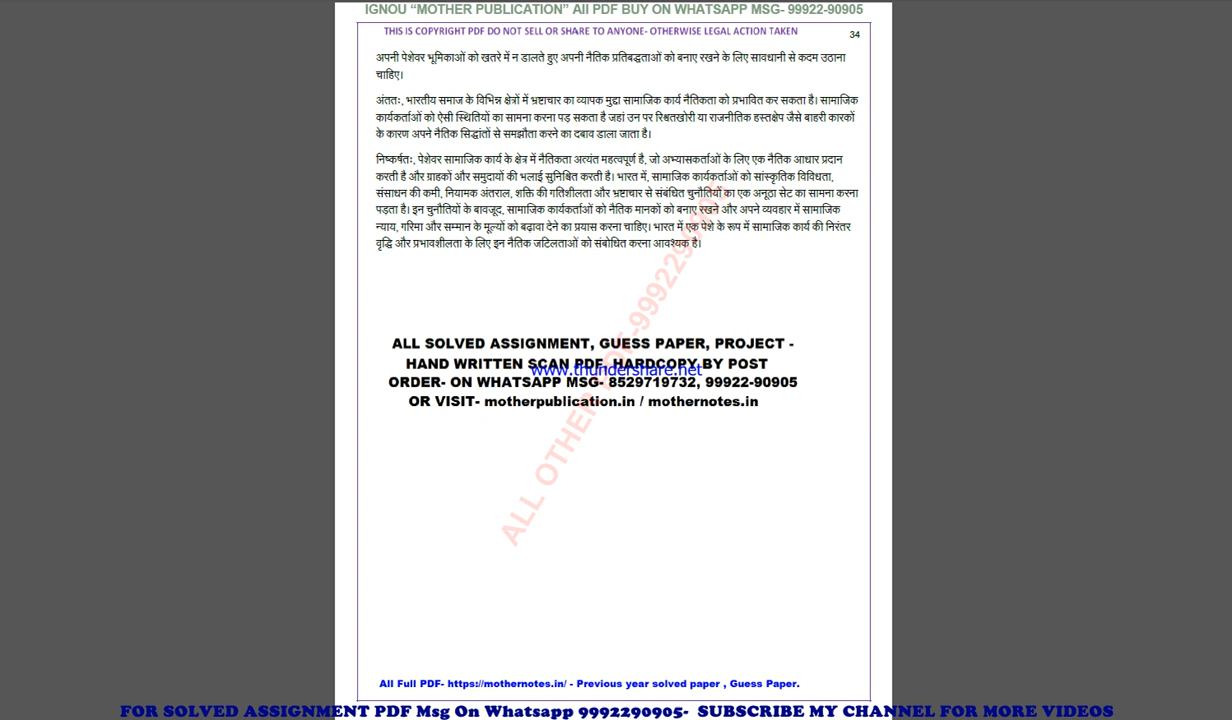 IGNOU “MOTHER PUBLICATION” All PDF BUY ON WHATSAPP MSG- 99922-90905
THIS IS COPYRIGHT PDF DO NOT SELL OR SHARE TO ANYONE- OTHERWISE LEGAL ACTION TAKEN
34
अपनी पेशेवर भूमिकाओं को खतरे में न डालते हुए अपनी नैतिक प्रतिबद्धताओं को बनाए रखने के लिए सावधानी से कदम उठाना
चाहिए।
अंततः, भारतीय समाज के विभिन्न क्षेत्रों में भ्रष्टाचार का व्यापक मुद्दा सामाजिक कार्य नैतिकता को प्रभावित कर सकता है। सामाजिक
कार्यकर्ताओं को ऐसी स्थितियों का सामना करना पड़ सकता है जहां उन पर रिश्वतखोरी या राजनीतिक हस्तक्षेप जैसे बाहरी कारकों
के कारण अपने नैतिक सिद्धांतों से समझौता करने का दबाव डाला जाता है।
निष्कर्षतः, पेशेवर सामाजिक कार्य के क्षेत्र में नैतिकता अत्यंत महत्वपूर्ण है, जो अभ्यासकर्ताओं के लिए एक नैतिक आधार प्रदान
करती है और ग्राहकों और समुदायों की भलाई सुनिश्चित करती है। भारत में, सामाजिक कार्यकर्ताओं को सांस्कृतिक विविधता,
संसाधन की कमी, नियामक अंतराल, शक्ति की गतिशीलता और भ्रष्टाचार से संबंधित चुनौतियों का एक अनूठा सेट का सामना करना
पड़ता है। इन चुनौतियों के बावजूद, सामाजिक कार्यकर्ताओं को नैतिक मानकों को बनाए रखने और अपने व्यवहार में सामाजिक
न्याय, गरिमा और सम्मान के मूल्यों को बढ़ावा देने का प्रयास करना चाहिए। भारत में एक पेशे के रूप में सामाजिक कार्य की निरंतर
वृद्धि और प्रभावशीलता के लिए इन नैतिक जटिलताओं को संबोधित करना आवश्यक है।
ALL OTHER PDF-9992290905
ALL SOLVED ASSIGNMENT, GUESS PAPER, PROJECT -
HAND WRITTEN SCAN PDF, HARDCOPY BY POST
www.thundershare.net
ORDER- ON WHATSAPP MSG- 8529719732, 99922-90905
OR VISIT- motherpublication.in / mothernotes.in
All Full PDF- https://mothernotes.in/ - Previous year solved paper , Guess Paper.
FOR SOLVED ASSIGNMENT PDF Msg On Whatsapp 9992290905- SUBSCRIBE MY CHANNEL FOR MORE VIDEOS